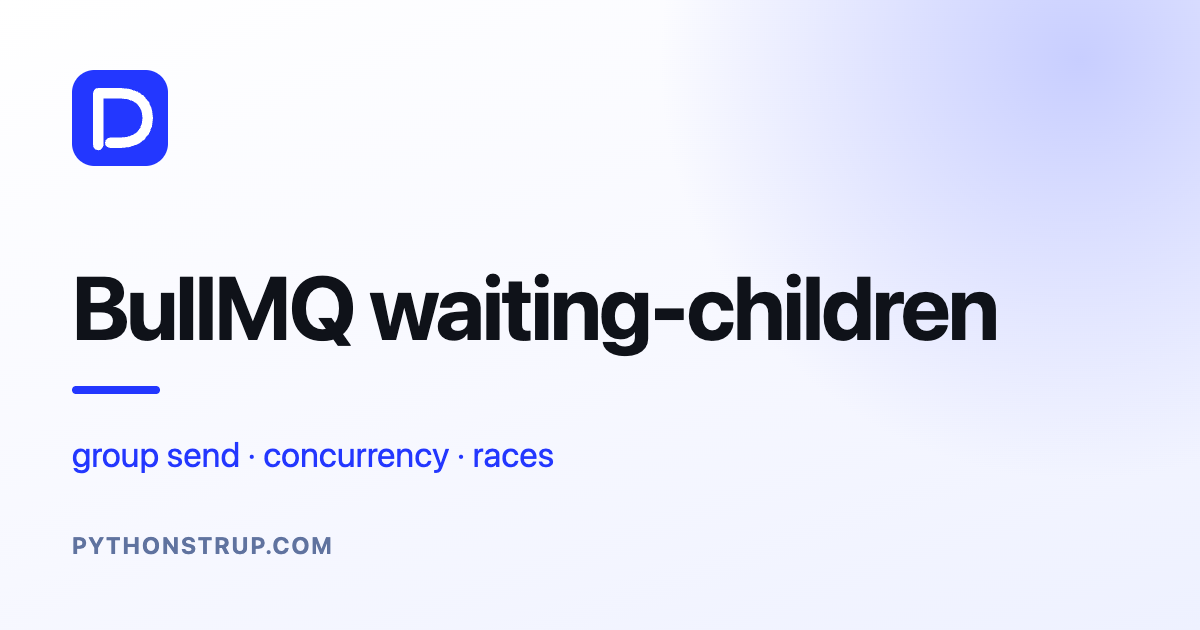 D
BullMQ waiting-children
group send · concurrency · races
PYTHONSTRUP.COM